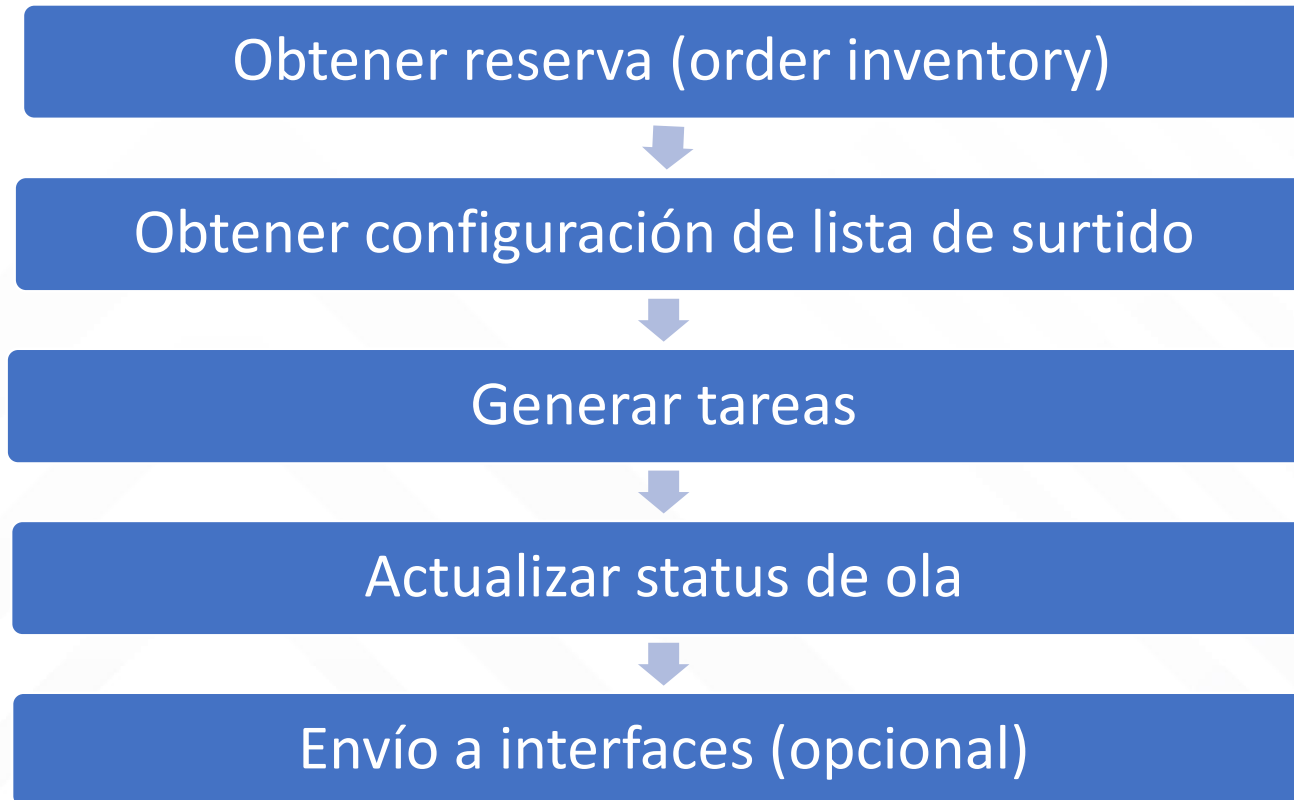 Obtener reserva (order inventory)
Obtener configuración de lista de surtido
Generar tareas
Actualizar status de ola
Envío a interfaces (opcional)